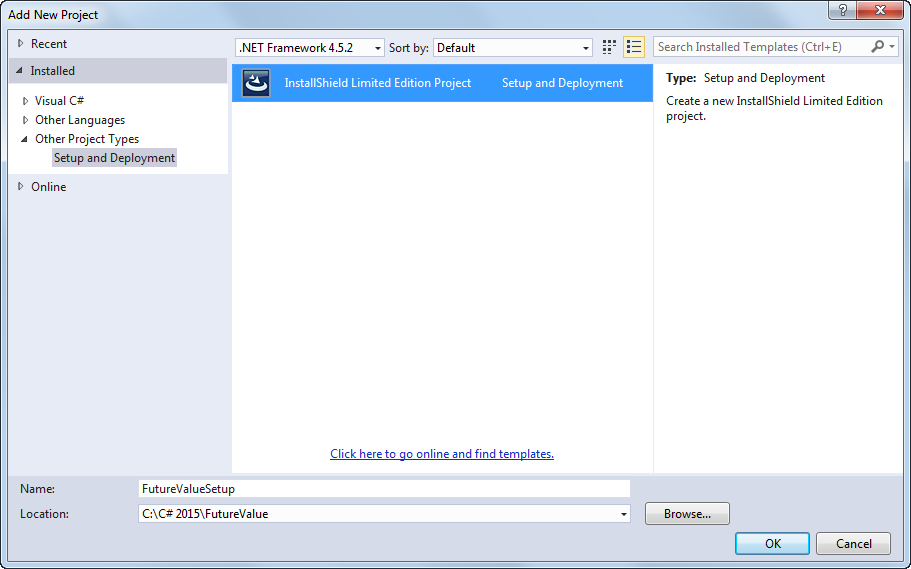 Add New Project
?
Recent
.NET Framework 4.5.2 Sort by: Default
Search Installed Templates (Ctrl+E)
Installed
InstallShield Limited Edition Project Setup and Deployment
Type: Setup and Deployment
Create a new InstallShield Limited Edition
project.
Visual C#
Other Languages
Other Project Types
Setup and Deployment
Online
Click here to go online and find templates.
Name: FutureValueSetup
Location: C:\C# 2015\FutureValue Browse...
OK Cancel